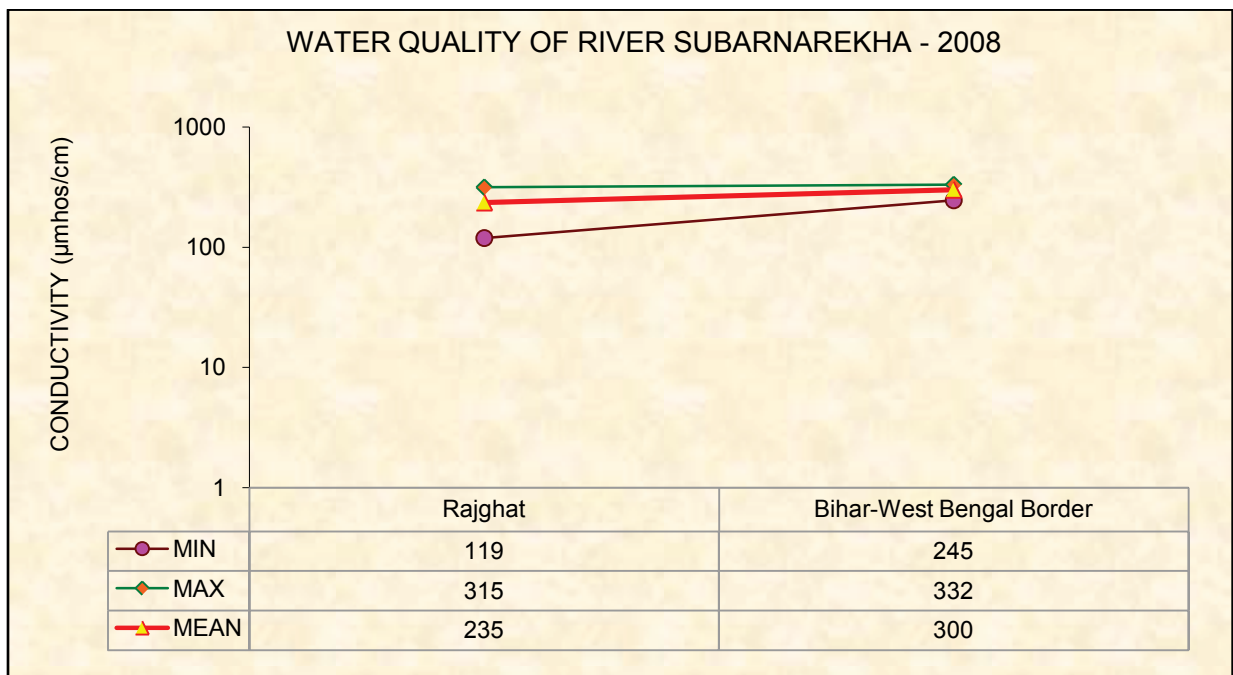 WATER QUALITY OF RIVER SUBARNAREKHA - 2008
CONDUCTIVITY (µmhos/cm)
1000
100
10
1
Rajghat Bihar-West Bengal Border
MIN 119 245
MAX 315 332
MEAN 235 300